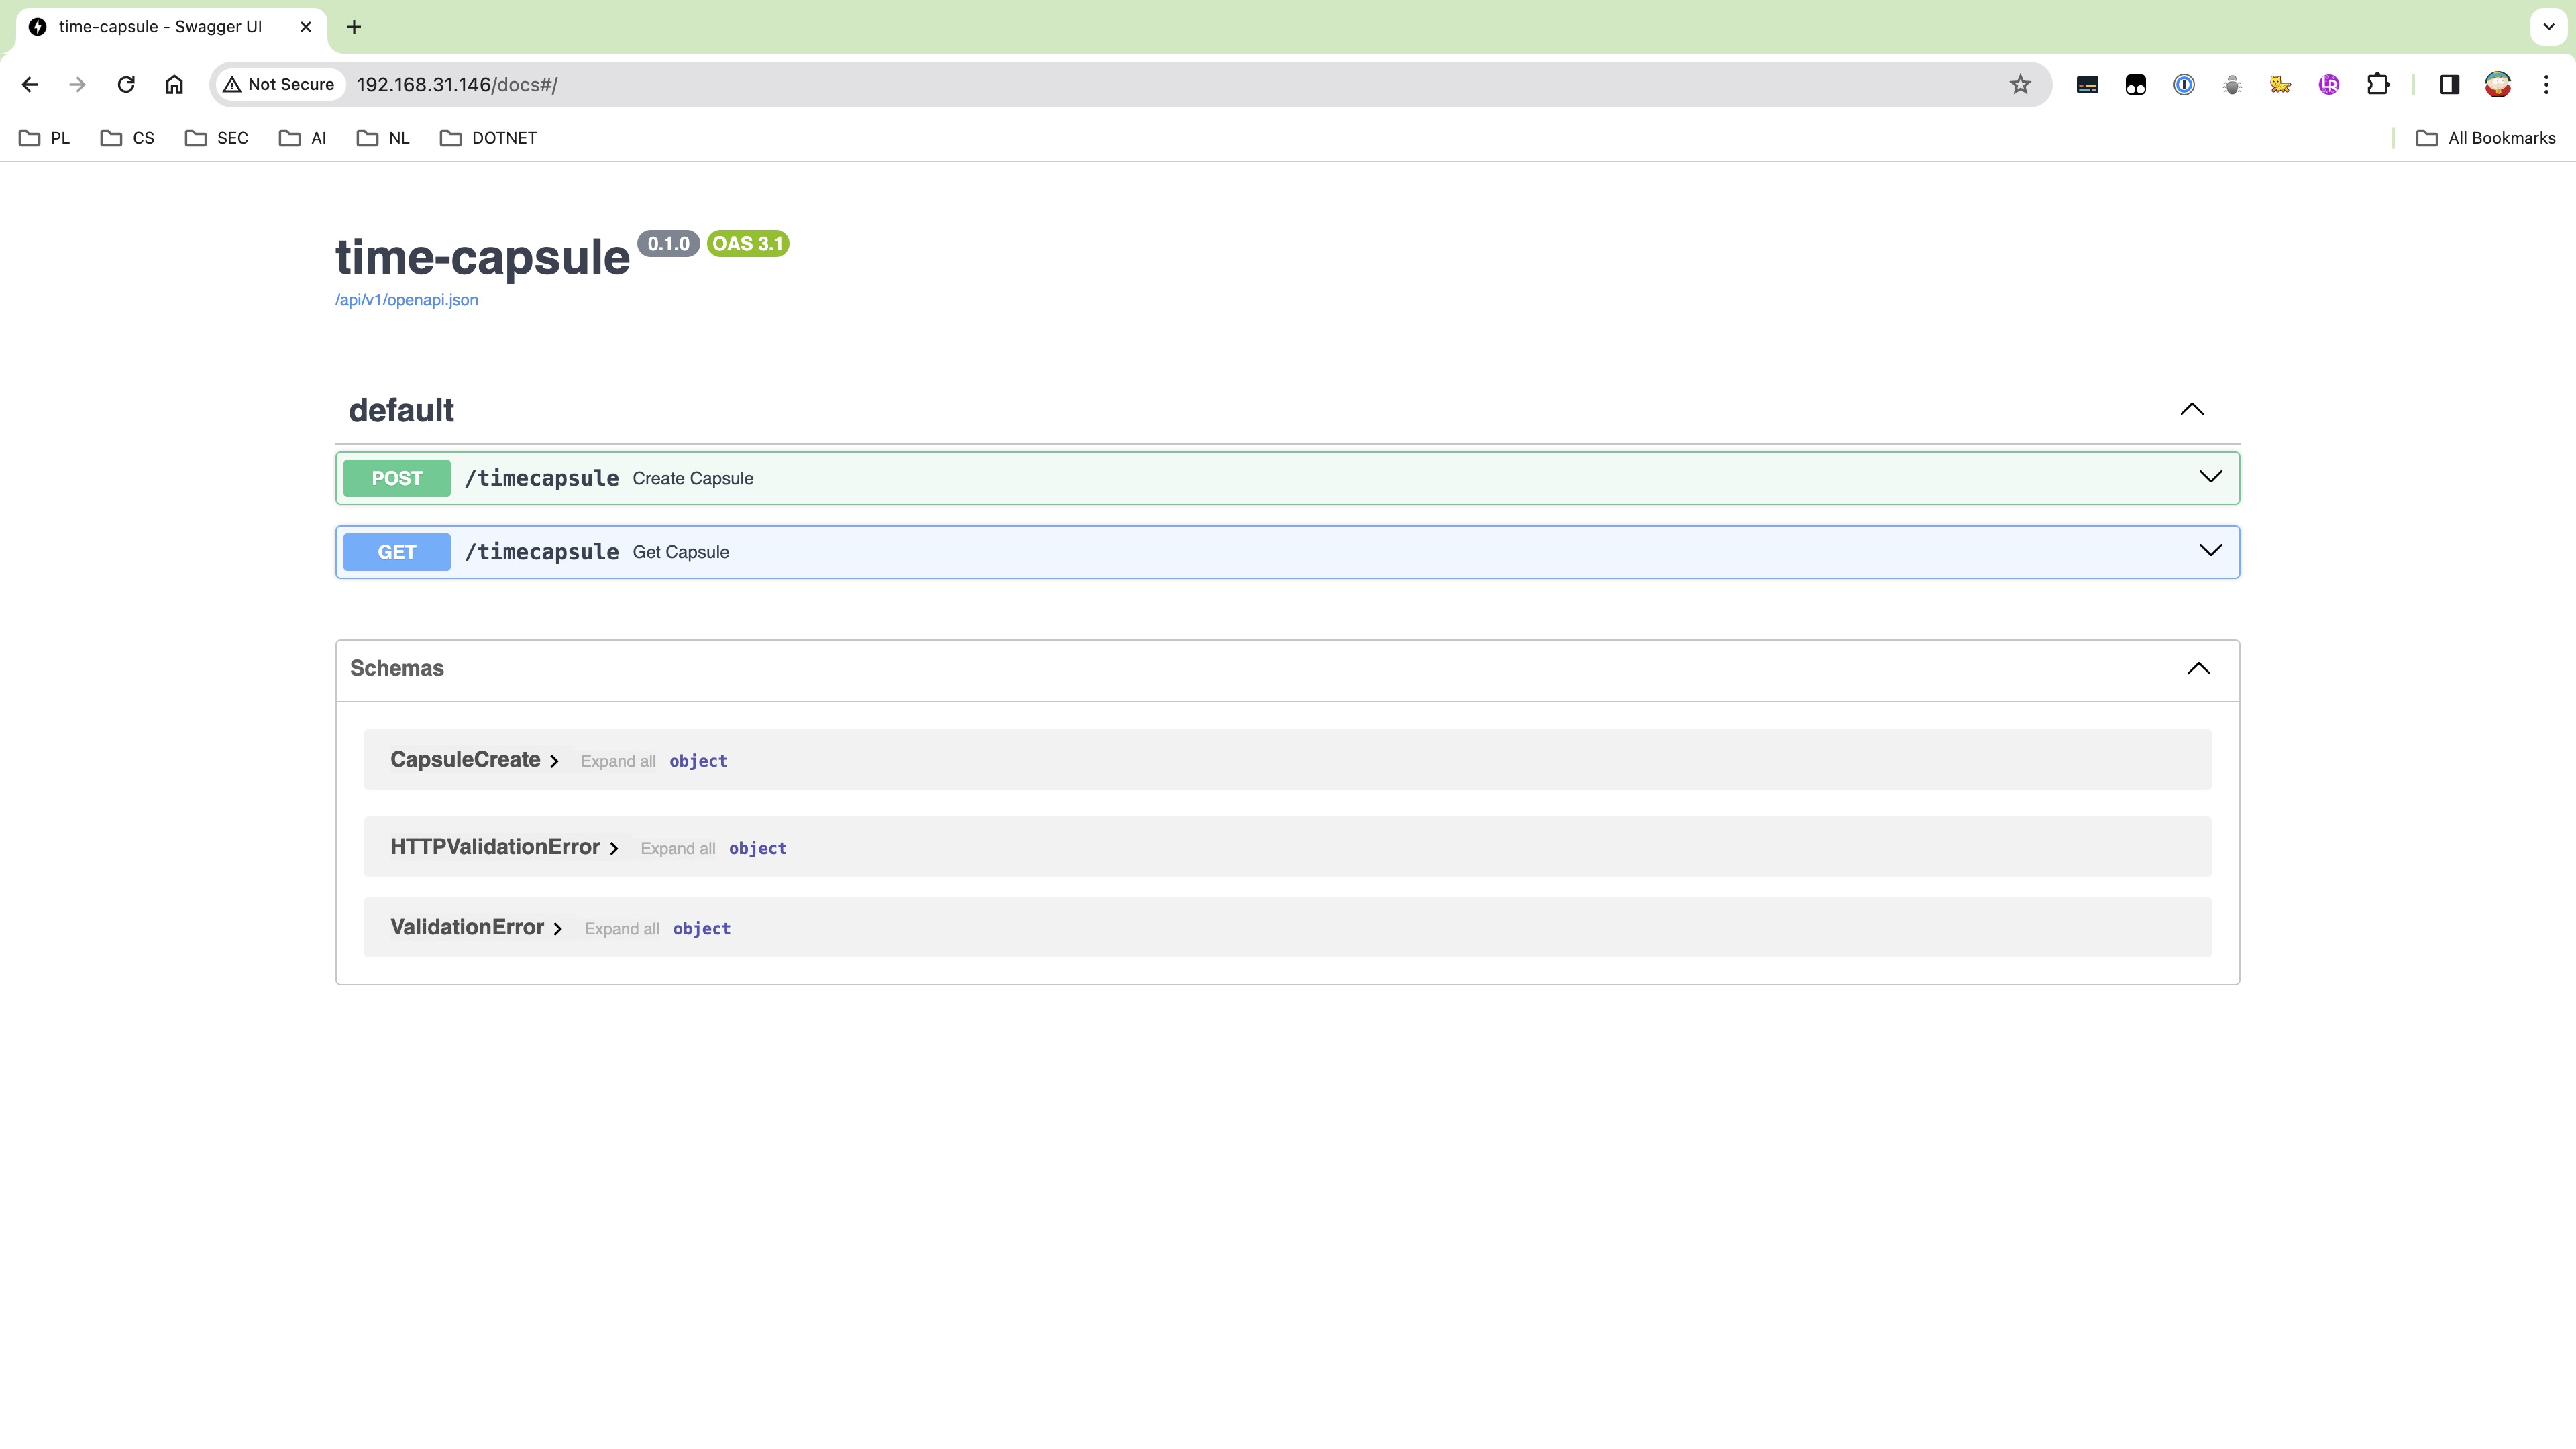 time-capsule - Swagger UI
Not Secure 192.168.31.146/docs#/
PL CS SEC AI NL DOTNET All Bookmarks
time-capsule 0.1.0 OAS 3.1
/api/v1/openapi.json
default
POST /timecapsule Create Capsule
GET /timecapsule Get Capsule
Schemas
CapsuleCreate Expand all object
HTTPValidationError Expand all object
ValidationError Expand all object